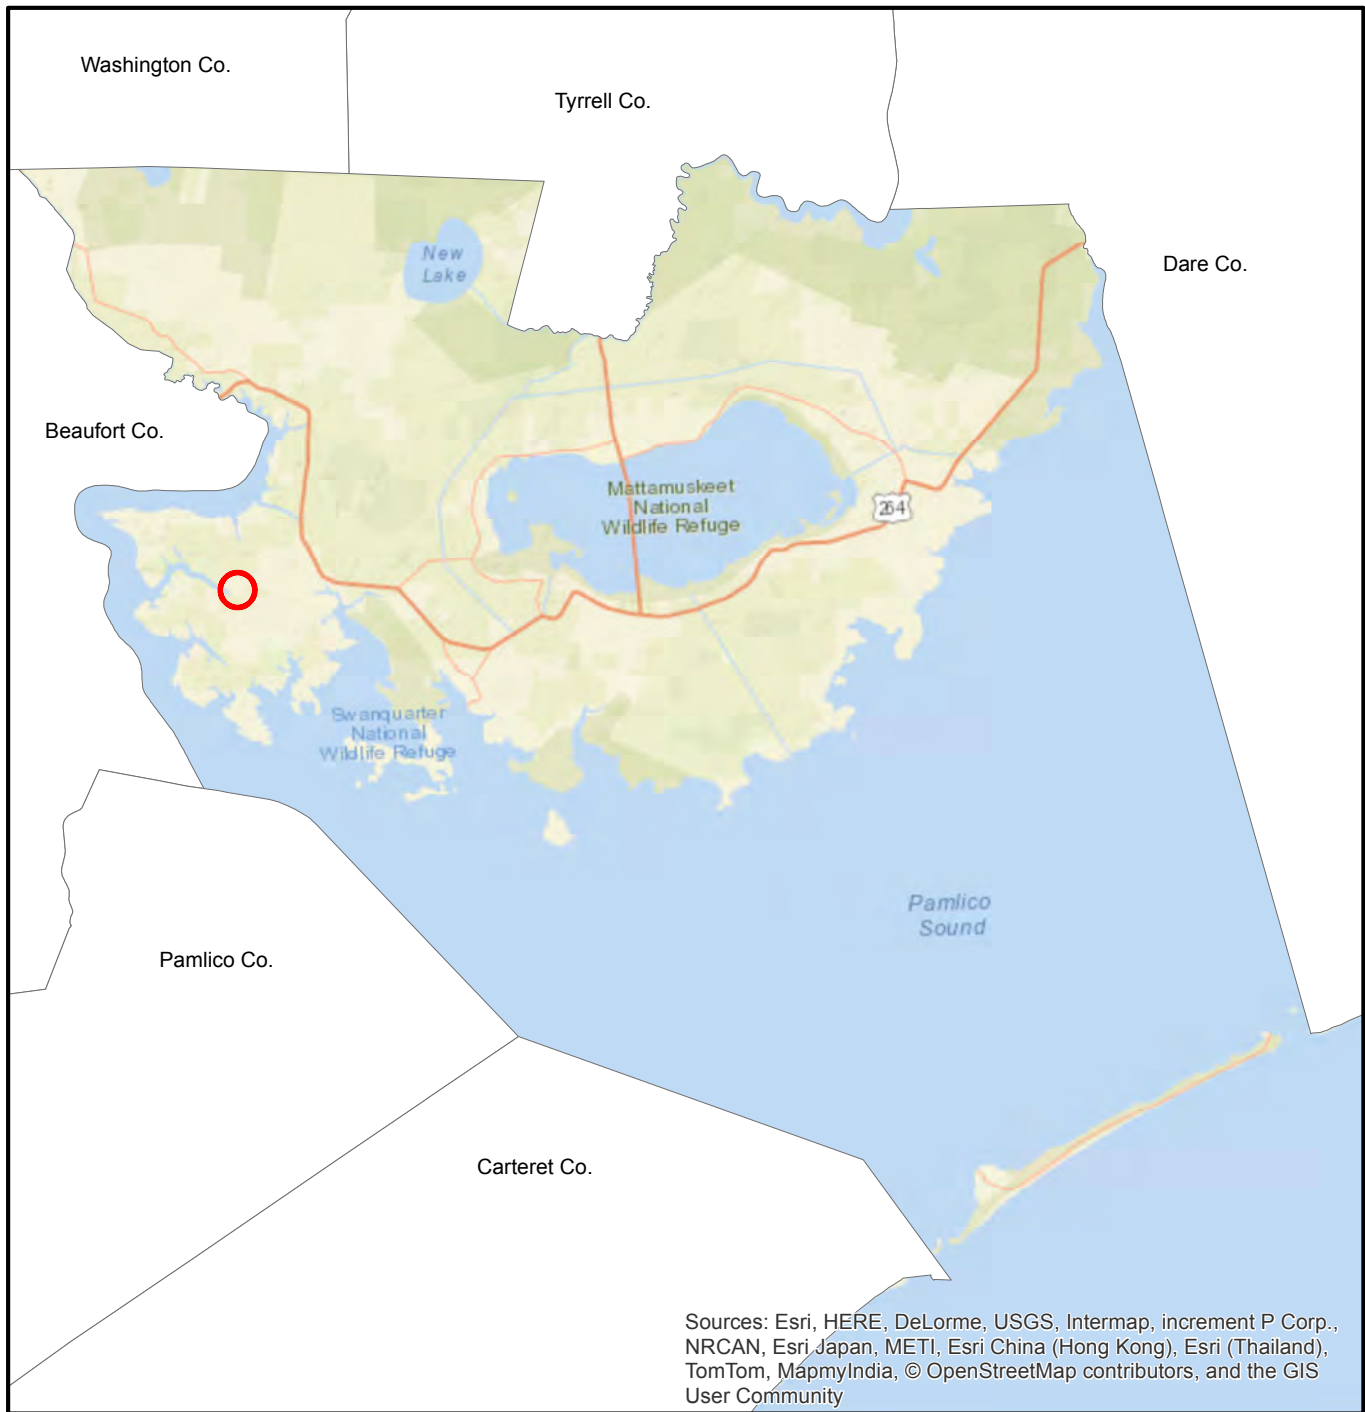 Washington Co.
Tyrrell Co.
New
Lake
Dare Co.
Beaufort Co.
Mattamuskeet
National
Wildlife Refuge
264
Swanquarter
National
Wildlife Refuge
Pamlico
Sound
Pamlico Co.
Carteret Co.
Sources: Esri, HERE, DeLorme, USGS, Intermap, increment P Corp.,
NRCAN, Esri Japan, METI, Esri China (Hong Kong), Esri (Thailand),
TomTom, MapmyIndia, © OpenStreetMap contributors, and the GIS
User Community